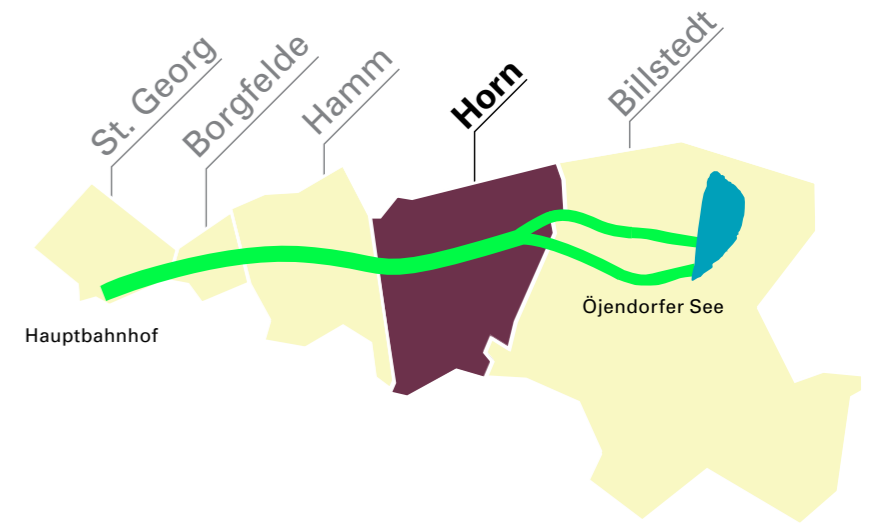 St. Georg
Borgfelde
Hamm
Horn
Billstedt
Öjendorfer See
Hauptbahnhof